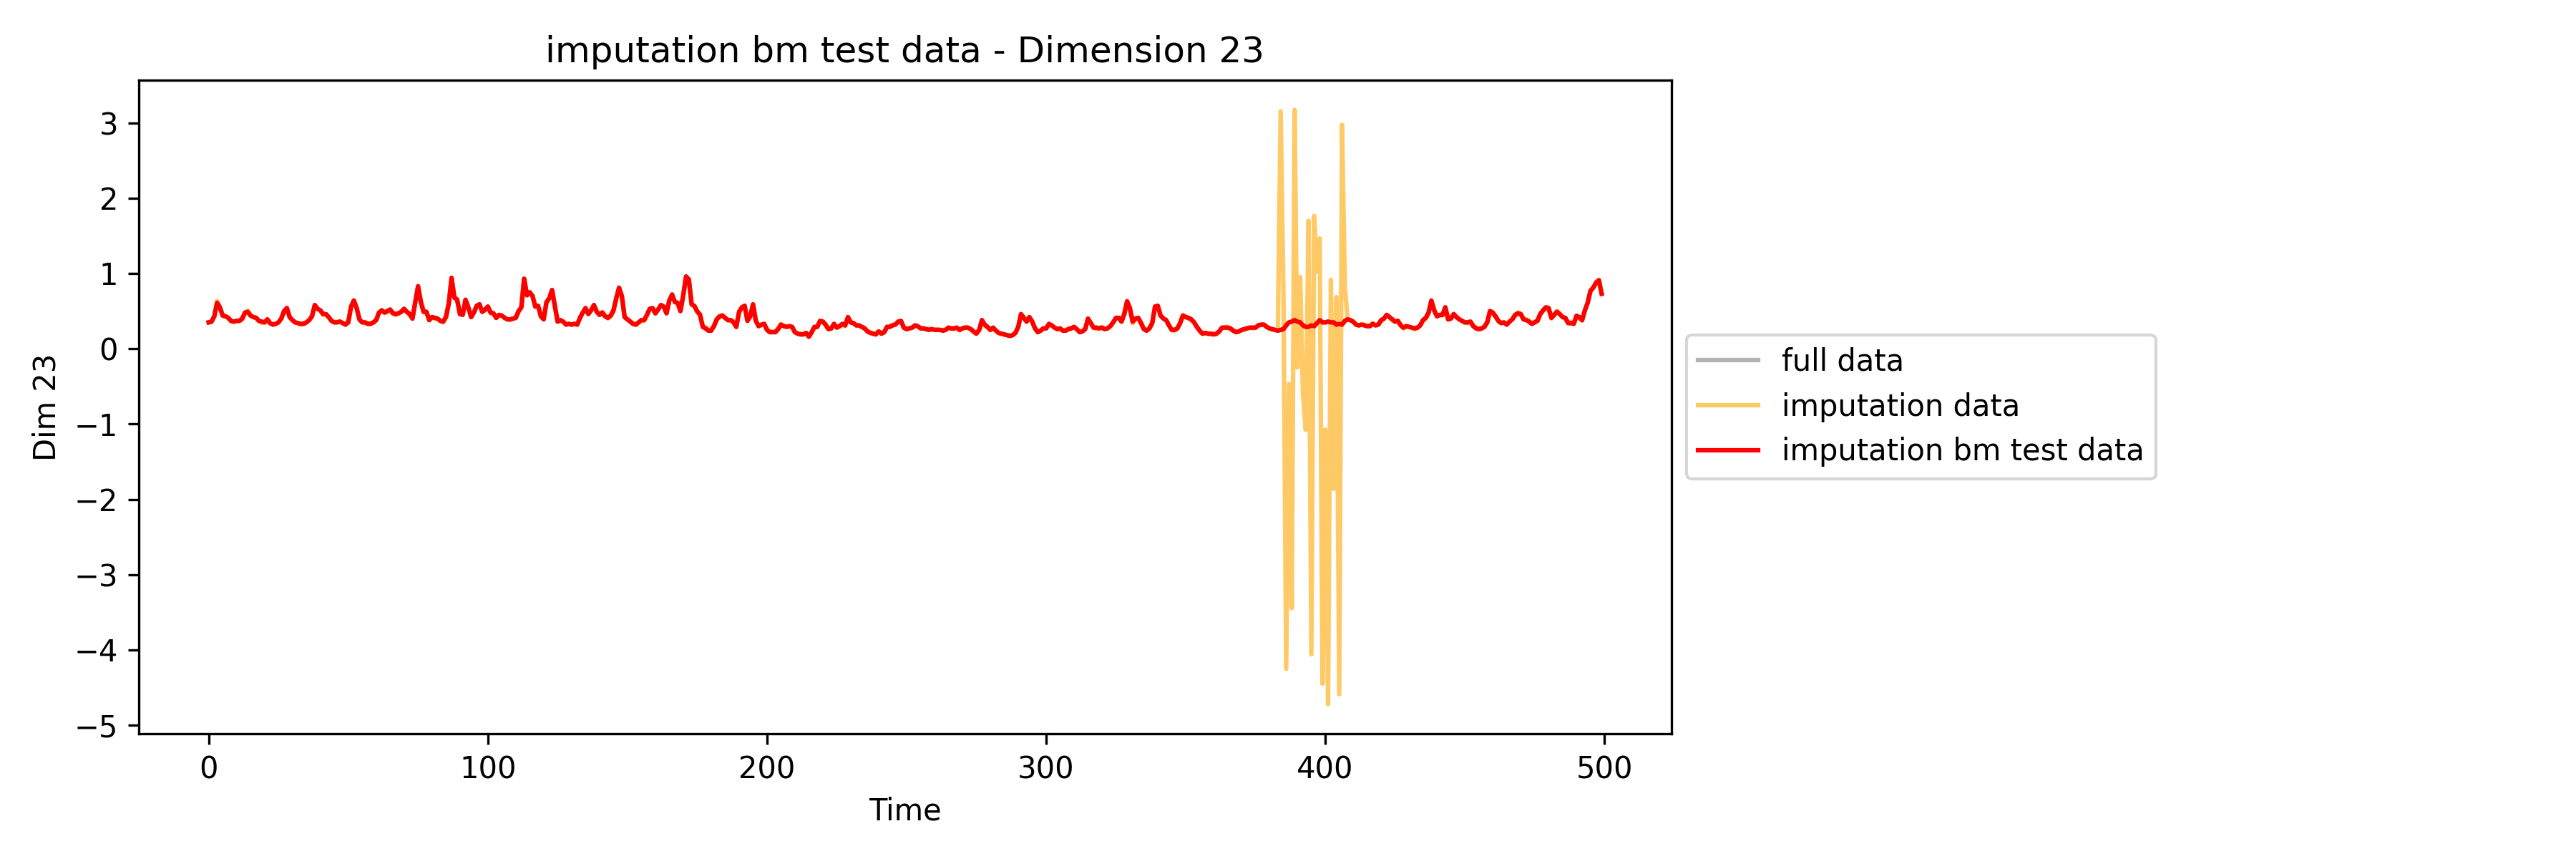 imputation bm test data - Dimension 23
3
2
1
0
−1
−2
−3
−4
−5
Dim 23
0 100 200 300 400 500
Time
full data
imputation data
imputation bm test data